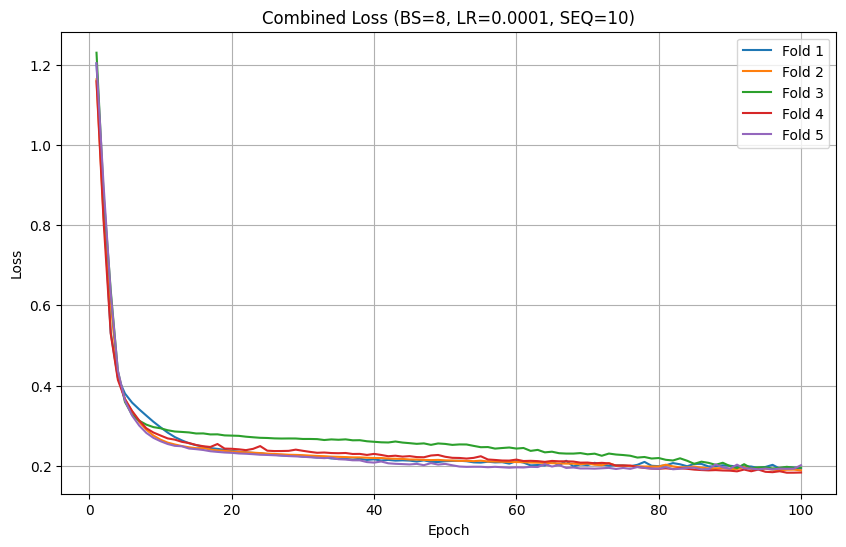 Combined Loss (BS=8, LR=0.0001, SEQ=10)
Fold 1
Fold 2
Fold 3
Fold 4
Fold 5
Loss
1.2
1.0
0.8
0.6
0.4
0.2
0 20 40 60 80 100
Epoch